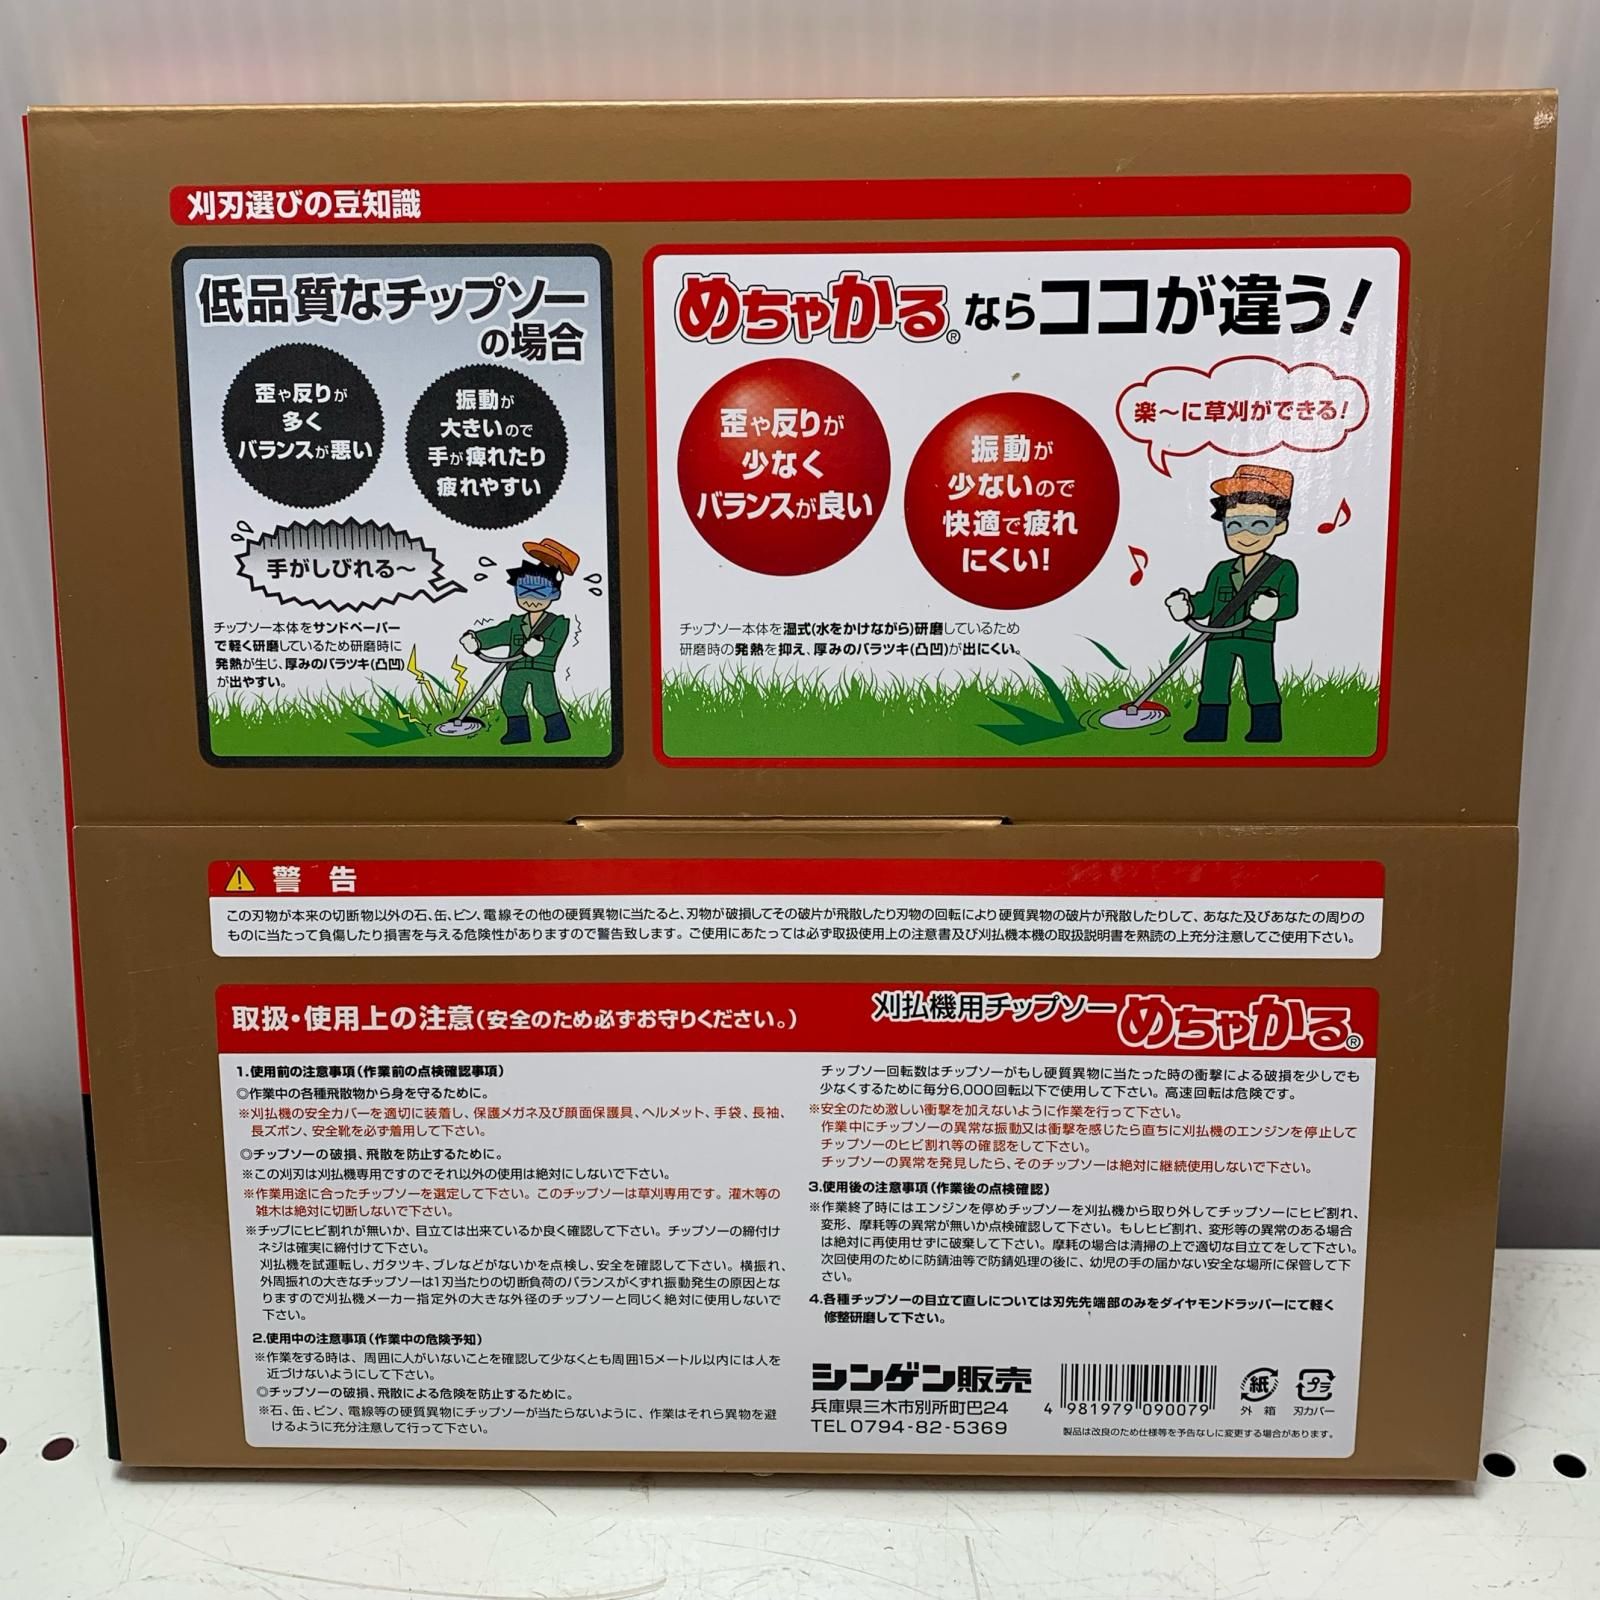 刈刃選びの豆知識
低品質なチップソー
の場合
歪や反りが
多く
バランスが悪い
振動が
大きいので
手が痺れたり
疲れやすい
手がしびれる～
チップソー本体をサンドペーパー
で軽く研磨しているため研磨時に
発熱が生じ、厚みのバラツキ(凸凹)
が出やすい。
めちゃかる®ならココが違う!
歪や反りが
少なく
バランスが良い
振動が
少ないので
快適で疲れ
にくい!
楽～に草刈ができる!
チップソー本体を湿式(水をかけながら)研磨しているため
研磨時の発熱を抑え、厚みのバラツキ(凸凹)が出にくい。
警告
この刃物が本来の切断物以外の石、缶、ビン、電線その他の硬質異物に当たると、刃物が破損してその破片が飛散したり刃物の回転により硬質異物の破片が飛散したりして、あなた及びあなたの周りの
ものに当たって負傷したり損害を与える危険性がありますので警告致します。ご使用にあたっては必ず取扱使用上の注意書及び刈払機本機の取扱説明書を熟読の上充分注意してご使用下さい。
取扱・使用上の注意(安全のため必ずお守りください。)
刈払機用チップソー めちゃかる®
1.使用前の注意事項(作業前の点検確認事項)
◎作業中の各種飛散物から身を守るために。
※刈払機の安全カバーを適切に装着し、保護メガネ及び顔面保護具、ヘルメット、手袋、長袖、
長ズボン、安全靴を必ず着用して下さい。
◎チップソーの破損、飛散を防止するために。
※この刈刃は刈払機専用ですのでそれ以外の使用は絶対にしないで下さい。
※作業用途に合ったチップソーを選定して下さい。このチップソーは草刈専用です。灌木等の
雑木は絶対に切断しないで下さい。
※チップにヒビ割れが無いか、目立ては出来ているか良く確認して下さい。チップソーの締付け
ネジは確実に締付けて下さい。
刈払機を試運転し、ガタツキ、ブレなどがないかを点検し、安全を確認して下さい。横振れ、
外周振れの大きなチップソーは1刃当たりの切断負荷のバランスがくずれ振動発生の原因とな
りますので刈払機メーカー指定外の大きな外径のチップソーと同じく絶対に使用しないで
下さい。
2.使用中の注意事項(作業中の危険予知)
※作業をする時は、周囲に人がいないことを確認して少なくとも周囲15メートル以内には人を
近づけないようにして下さい。
◎チップソーの破損、飛散による危険を防止するために。
※石、缶、ビン、電線等の硬質異物にチップソーが当たらないように、作業はそれら異物を避
けるように充分注意して行って下さい。
チップソー回転数はチップソーがもし硬質異物に当たった時の衝撃による破損を少しでも
少なくするために毎分6,000回転以下で使用して下さい。高速回転は危険です。
※安全のため激しい衝撃を加えないように作業を行って下さい。
作業中にチップソーの異常な振動又は衝撃を感じたら直ちに刈払機のエンジンを停止して
チップソーのヒビ割れ等の確認をして下さい。
チップソーの異常を発見したら、そのチップソーは絶対に継続使用しないで下さい。
3.使用後の注意事項(作業後の点検確認)
※作業終了時にはエンジンを停めチップソーを刈払機から取り外してチップソーにヒビ割れ、
変形、摩耗等の異常が無いか点検確認して下さい。もしヒビ割れ、変形等の異常のある場合
は絶対に再使用せずに破棄して下さい。摩耗の場合は清掃の上で適切な目立てをして下さい。
次回使用のために防錆油等で防錆処理の後に、幼児の手の届かない安全な場所に保管して下
さい。
4.各種チップソーの目立て直しについては刃先先端部のみをダイヤモンドラッパーにて軽く
修整研磨して下さい。
シンゲン販売
兵庫県三木市別所町巴24
TEL0794-82-5369
4 981979 090079
紙
外箱
プラ
刃カバー
製品は改良のため仕様等を予告なしに変更する場合があります。